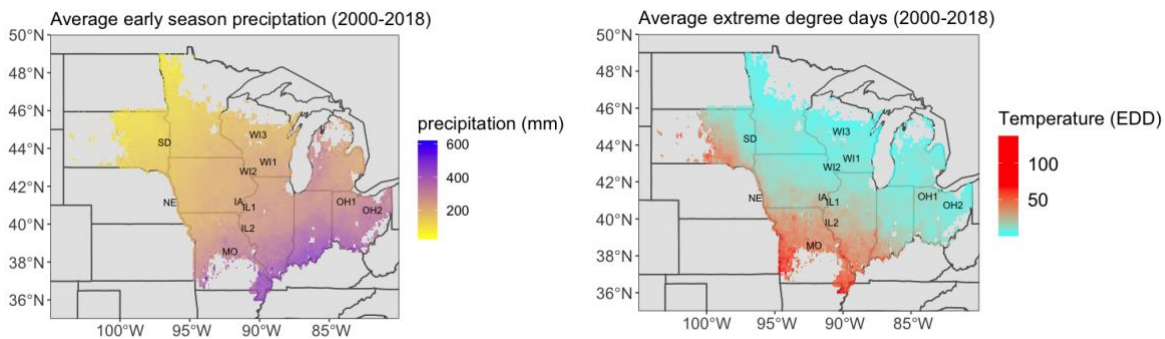 Average early season preciptation (2000-2018)
50°N
48°N
46°N
44°N
42°N
40°N
38°N
36°N
100°W
95°W
90°W
85°W
SD
WI3
WI1
WI2
NE
IA
IL1
OH1
OH2
IL2
MO
precipitation (mm)
600
400
200
Average extreme degree days (2000-2018)
50°N
48°N
46°N
44°N
42°N
40°N
38°N
36°N
100°W
95°W
90°W
85°W
SD
WI3
WI1
WI2
NE
IA
IL1
OH1
OH2
IL2
MO
Temperature (EDD)
100
50